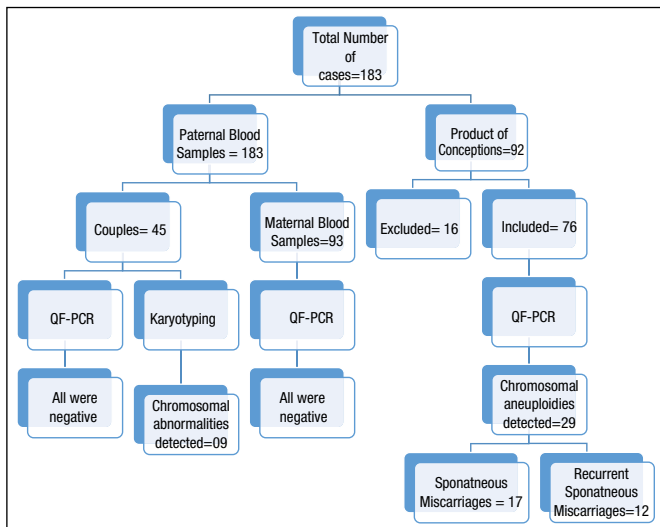 Total Number
of
cases=183
Paternal Blood
Samples = 183
Product of
Conceptions=92
Couples= 45
Maternal Blood
Samples=93
Excluded= 16
Included= 76
QF-PCR
Karyotyping
QF-PCR
QF-PCR
All were
negative
Chromosomal
abnormalities
detected=09
All were
negative
Chromosomal
aneuploidies
detected=29
Sponatneous
Miscarriages = 17
Recurrent
Sponatneous
Miscarriages=12